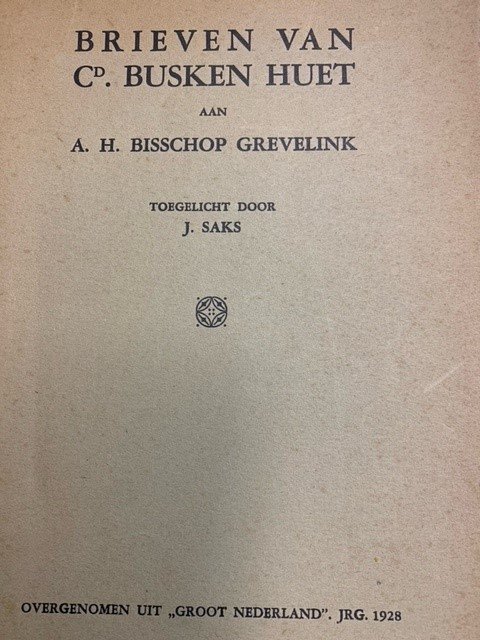 BRIEVEN VAN
Cᴰ. BUSKEN HUET
AAN
A. H. BISSCHOP GREVELINK
TOEGELICHT DOOR
J. SAKS
OVERGENOMEN UIT „GROOT NEDERLAND". JRG. 1928